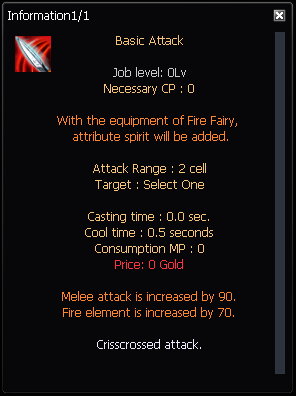 Information1/1
Basic Attack
Job level: 0Lv
Necessary CP : 0
With the equipment of Fire Fairy,
attribute spirit will be added.
Attack Range : 2 cell
Target : Select One
Casting time : 0.0 sec.
Cool time : 0.5 seconds
Consumption MP : 0
Price: 0 Gold
Melee attack is increased by 90.
Fire element is increased by 70.
Crisscrossed attack.